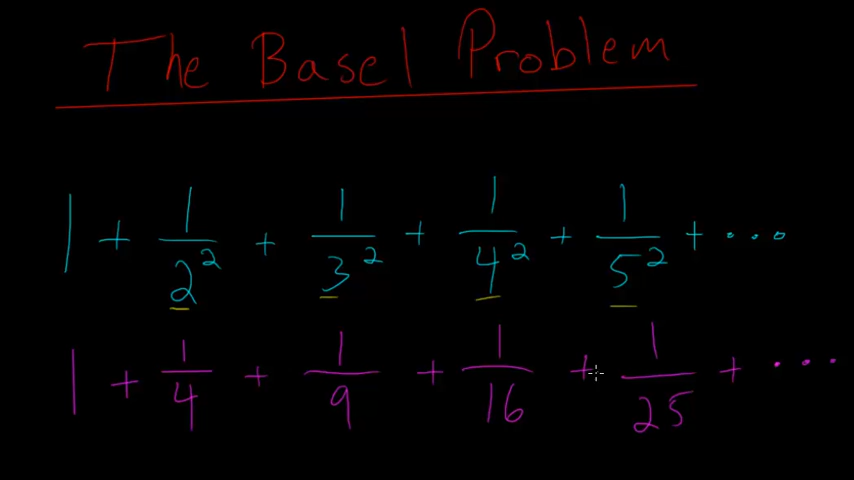 The Basel Problem
1 + 1/2² + 1/3² + 1/4² + 1/5² + ...
1 + 1/4 + 1/9 + 1/16 + 1/25 + ...